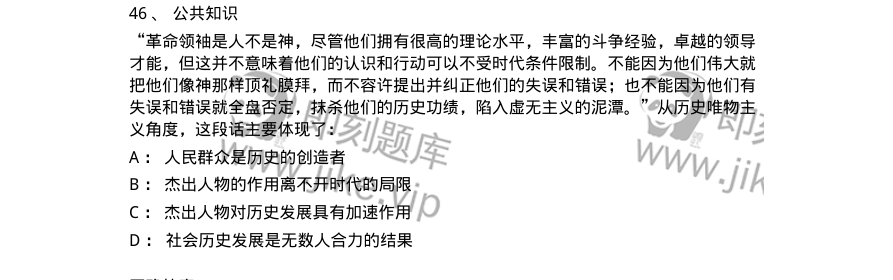 46 、 公共知识
“革命领袖是人不是神，尽管他们拥有很高的理论水平，丰富的斗争经验，卓越的领导
才能，但这并不意味着他们的认识和行动可以不受时代条件限制。不能因为他们伟大就
把他们像神那样顶礼膜拜，而不容许提出并纠正他们的失误和错误；也不能因为他们有
失误和错误就全盘否定，抹杀他们的历史功绩，陷入虚无主义的泥潭。”从历史唯物主
义角度，这段话主要体现了：
A ： 人民群众是历史的创造者
B ： 杰出人物的作用离不开时代的局限
C ： 杰出人物对历史发展具有加速作用
D ： 社会历史发展是无数人合力的结果
即刻题库
www.jike.vip
即刻
www.jik